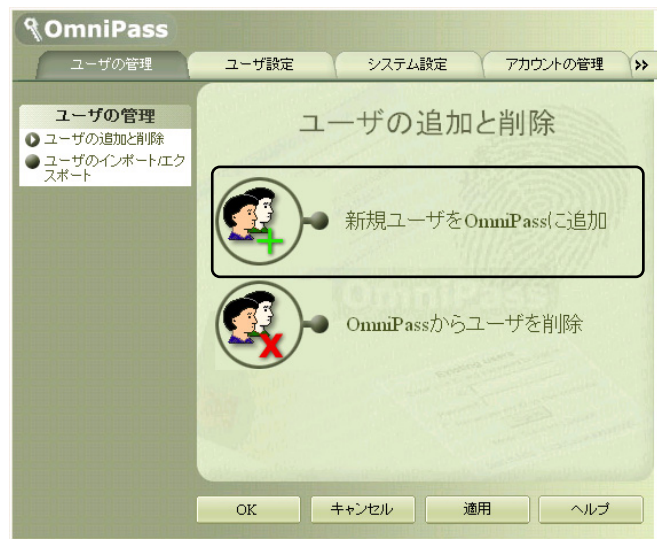 OmniPass
ユーザの管理 ユーザ設定 システム設定 アカウントの管理 »
ユーザの管理
ユーザの追加と削除
ユーザのインポート/エク
スポート
ユーザの追加と削除
新規ユーザをOmniPassに追加
OmniPass
OmniPassからユーザを削除
Existing users
OK キャンセル 適用 ヘルプ